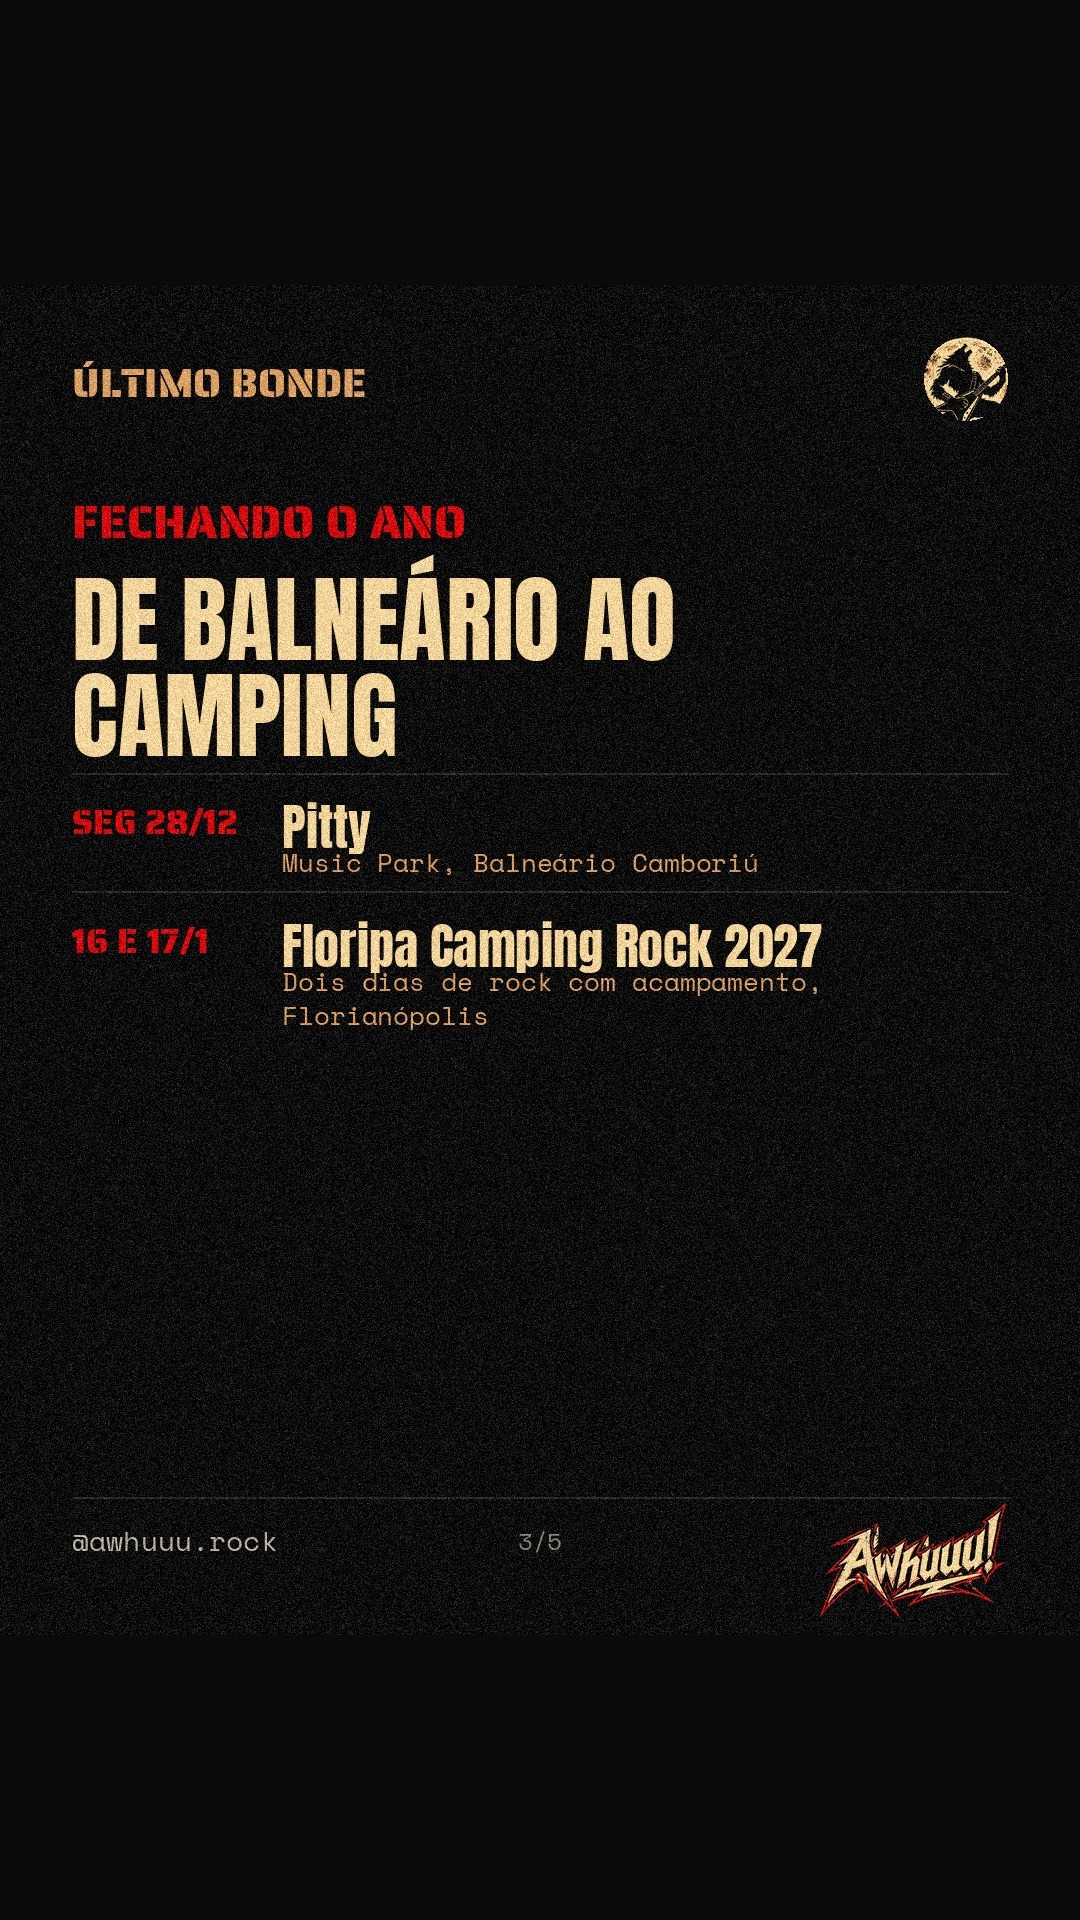 ÚLTIMO BONDE
FECHANDO O ANO
DE BALNEÁRIO AO
CAMPING
SEG 28/12
Pitty
Music Park, Balneário Camboriú
16 E 17/1
Floripa Camping Rock 2027
Dois dias de rock com acampamento,
Florianópolis
@awhuuu.rock
3/5
Awhuuu!